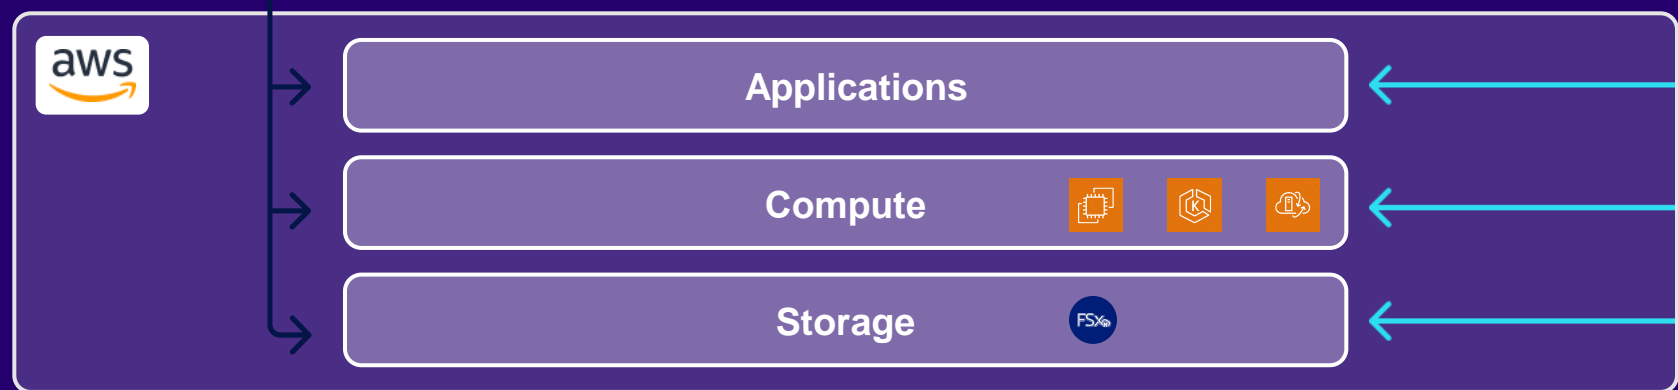 aws
Applications
Compute
K
Storage
FSx